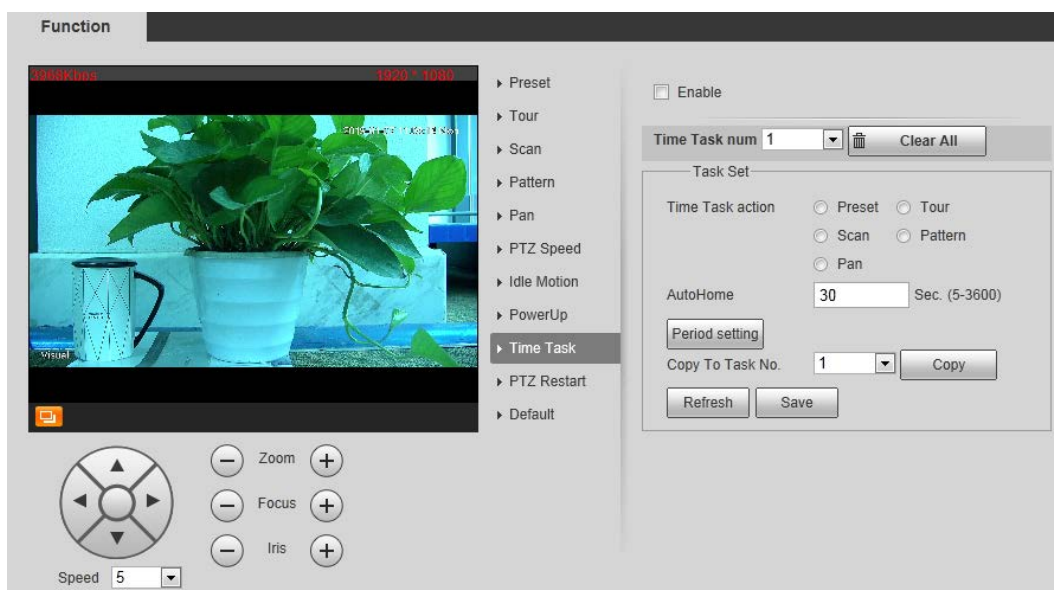 Function
3968Kbps 1920 * 1080
Visual
Preset
Tour
Scan
Pattern
Pan
PTZ Speed
Idle Motion
PowerUp
Time Task
PTZ Restart
Default
Zoom
Focus
Iris
Speed 5
Enable
Time Task num 1 Clear All
Task Set
Time Task action Preset Tour
Scan Pattern
Pan
AutoHome 30 Sec. (5-3600)
Period setting
Copy To Task No. 1 Copy
Refresh Save